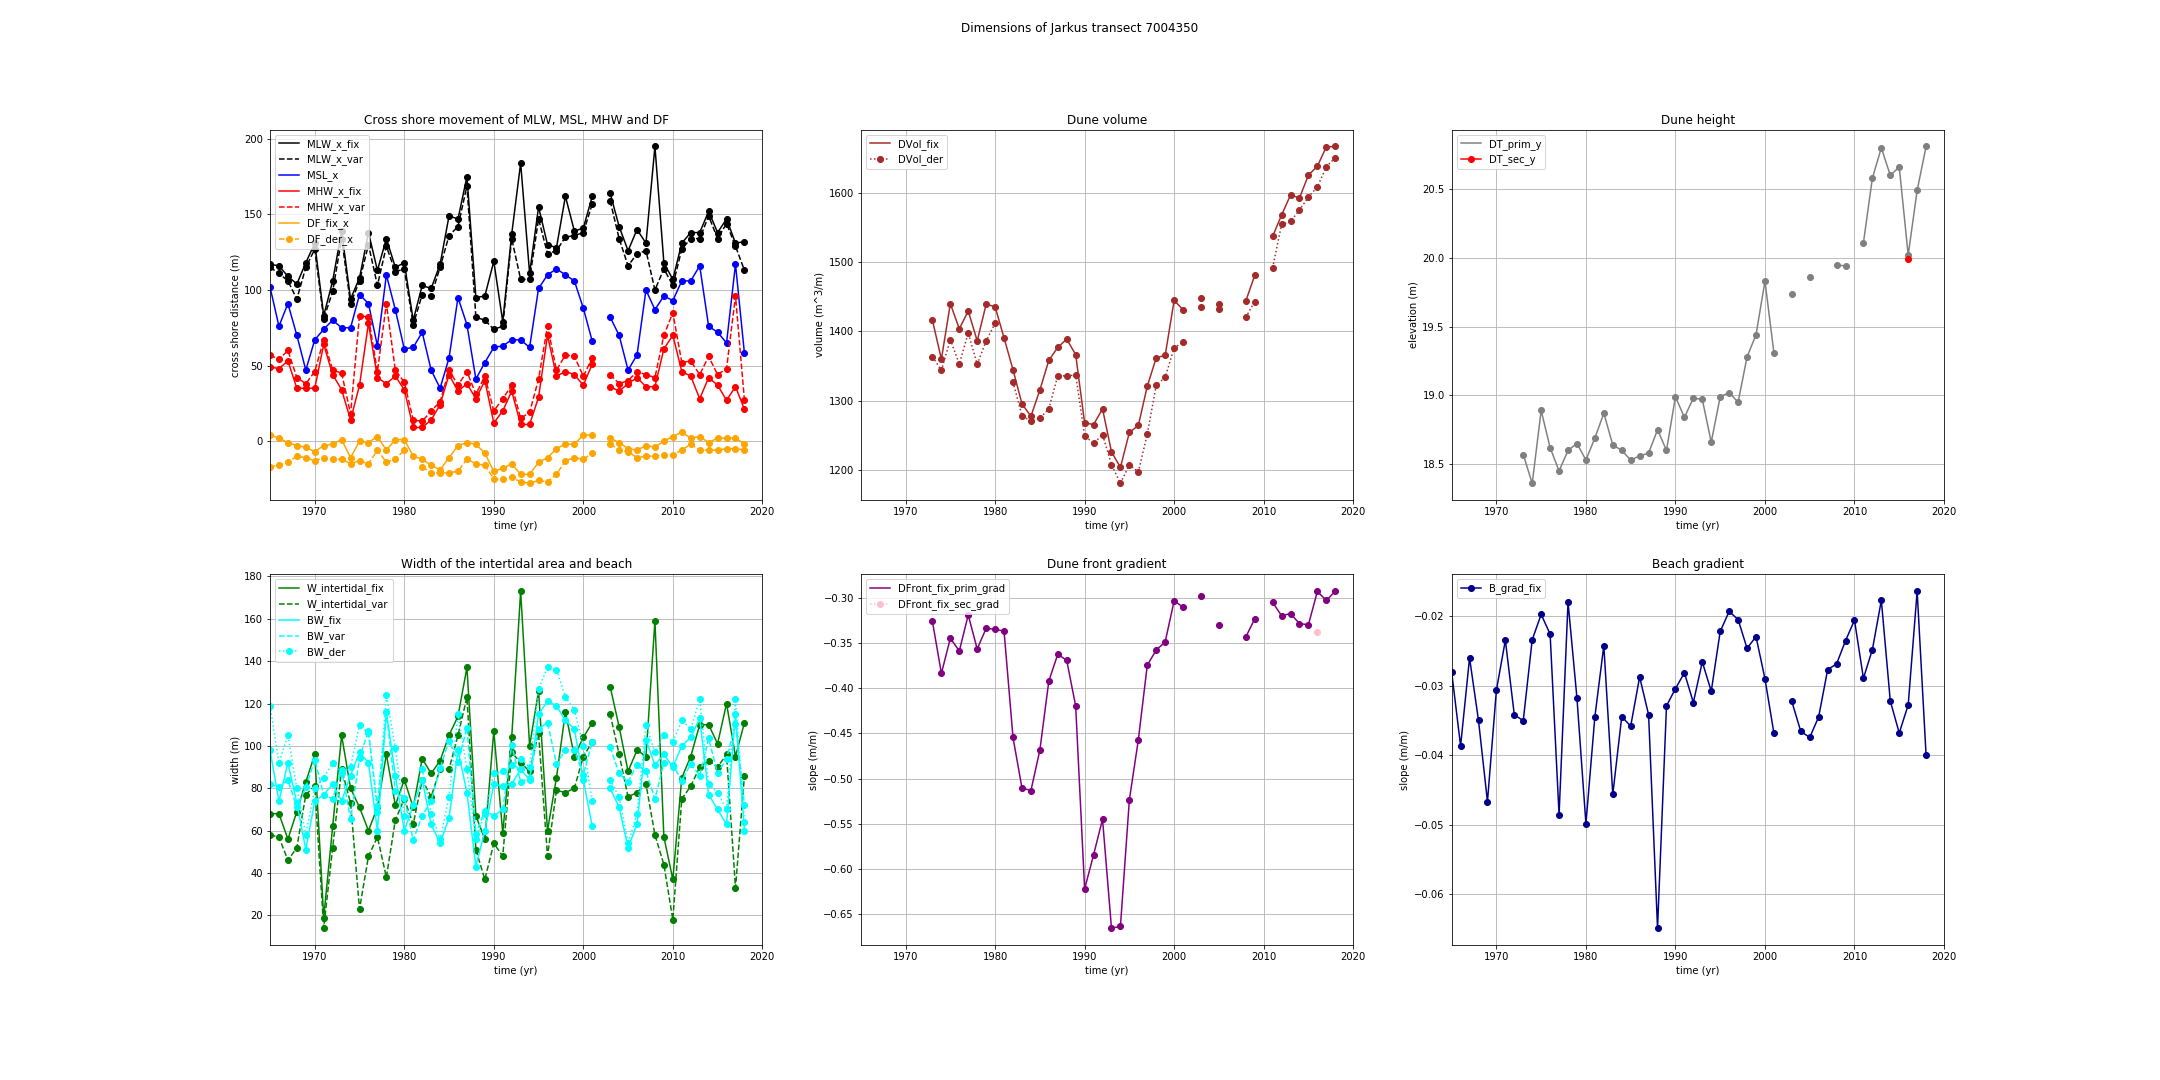 Dimensions of Jarkus transect 7004350
Cross shore movement of MLW, MSL, MHW and DF
200
150
100
50
0
cross shore distance (m)
MLW_x_fix
MLW_x_var
MSL_x
MHW_x_fix
MHW_x_var
DF_fix_x
DF_der_x
1970 1980 1990 2000 2010 2020
time (yr)
Dune volume
1600
1500
1400
1300
1200
volume (m^3/m)
DVol_fix
DVol_der
1970 1980 1990 2000 2010 2020
time (yr)
Dune height
20.5
20.0
19.5
19.0
18.5
elevation (m)
DT_prim_y
DT_sec_y
1970 1980 1990 2000 2010 2020
time (yr)
Width of the intertidal area and beach
180
160
140
120
100
80
60
40
20
width (m)
W_intertidal_fix
W_intertidal_var
BW_fix
BW_var
BW_der
1970 1980 1990 2000 2010 2020
time (yr)
Dune front gradient
−0.30
−0.35
−0.40
−0.45
−0.50
−0.55
−0.60
−0.65
slope (m/m)
DFront_fix_prim_grad
DFront_fix_sec_grad
1970 1980 1990 2000 2010 2020
time (yr)
Beach gradient
−0.02
−0.03
−0.04
−0.05
−0.06
slope (m/m)
B_grad_fix
1970 1980 1990 2000 2010 2020
time (yr)